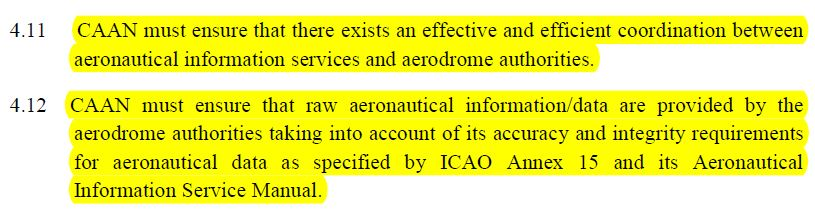 4.11 CAAN must ensure that there exists an effective and efficient coordination between
aeronautical information services and aerodrome authorities.
4.12 CAAN must ensure that raw aeronautical information/data are provided by the
aerodrome authorities taking into account of its accuracy and integrity requirements
for aeronautical data as specified by ICAO Annex 15 and its Aeronautical
Information Service Manual.